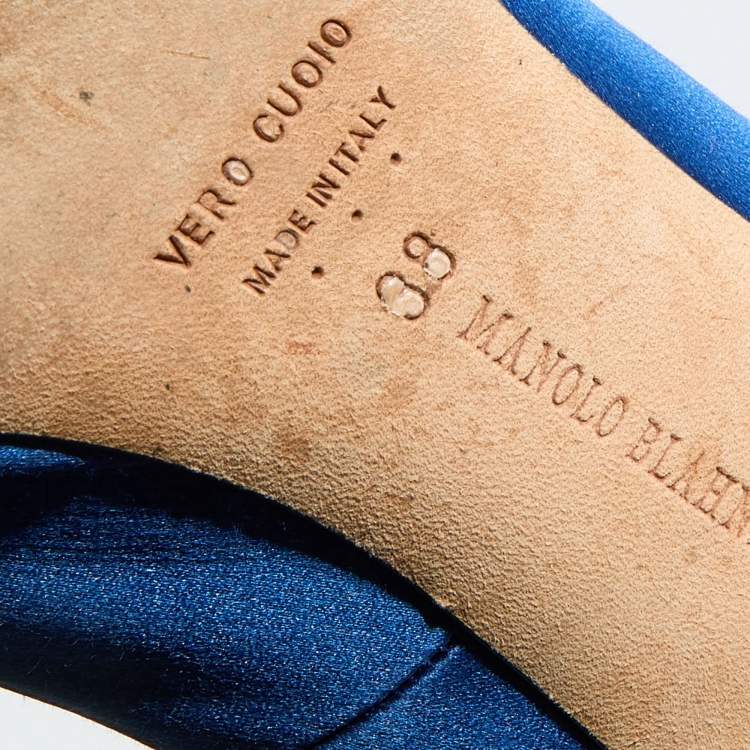 VERO CUOIO
MADE IN ITALY
38
MANOLO BLAHN